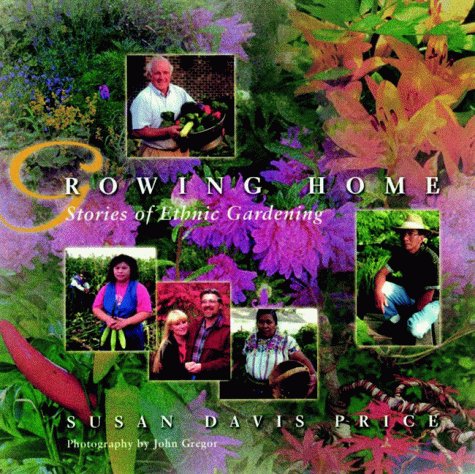 GROWING HOME
Stories of Ethnic Gardening
SUSAN DAVIS PRICE
Photography by John Gregor